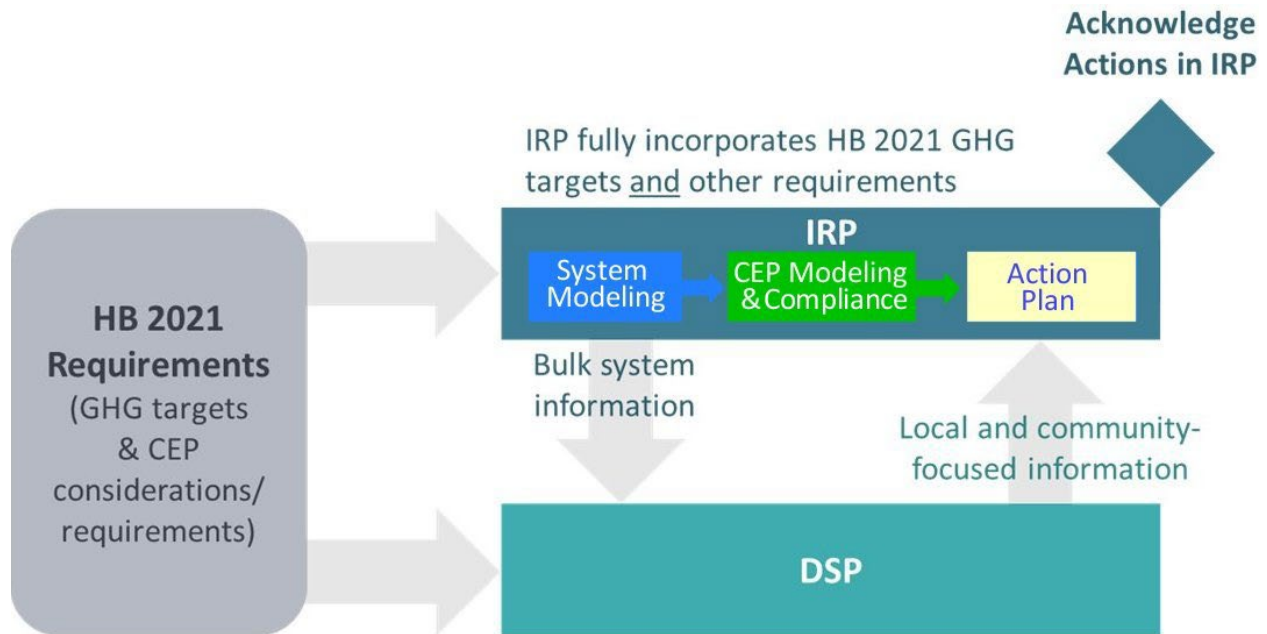 Acknowledge
Actions in IRP
IRP fully incorporates HB 2021 GHG
targets and other requirements
HB 2021
Requirements
(GHG targets
& CEP
considerations/
requirements)
IRP
System
Modeling
CEP Modeling
& Compliance
Action
Plan
Bulk system
information
Local and community-
focused information
DSP